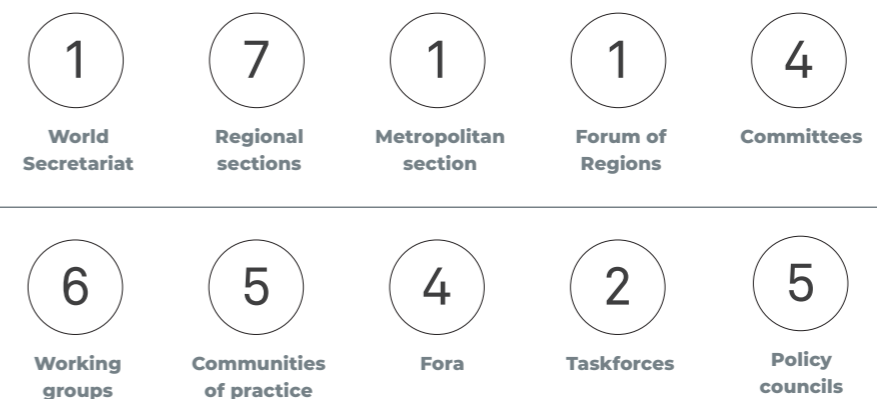 1
World
Secretariat
7
Regional
sections
1
Metropolitan
section
1
Forum of
Regions
4
Committees
6
Working
groups
5
Communities
of practice
4
Fora
2
Taskforces
5
Policy
councils